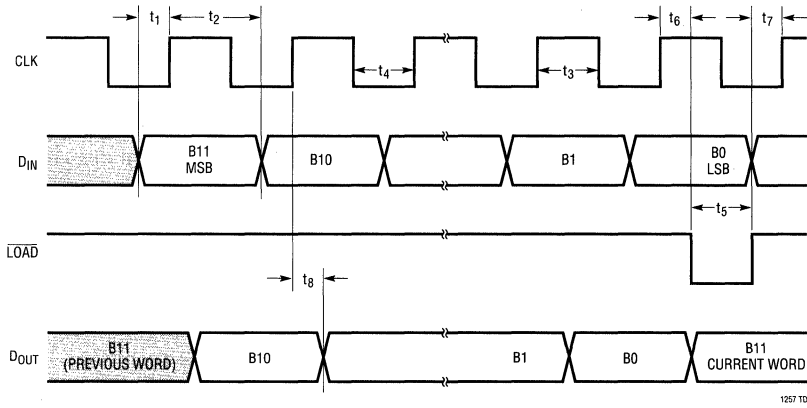 t1 t2 t6 t7
CLK
t4 t3
DIN
B11
MSB
B10
B1
B0
LSB
t5
LOAD
t8
DOUT
B11
(PREVIOUS WORD)
B10
B1
B0
B11
CURRENT WORD
1257 TD